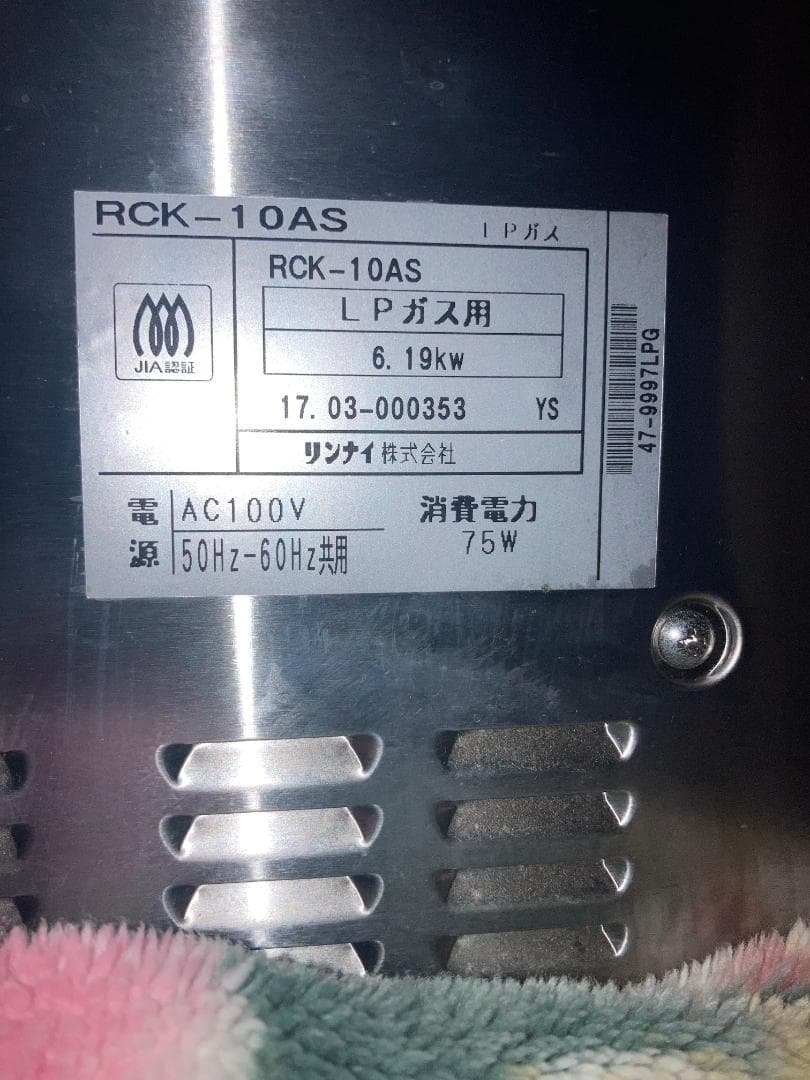 RCK-10AS
LPガス
JIA認証
RCK-10AS
LPガス用
6.19kw
17.03-000353 YS
リンナイ株式会社
47-9997LPG
電源
AC100V
50Hz-60Hz共用
消費電力
75W